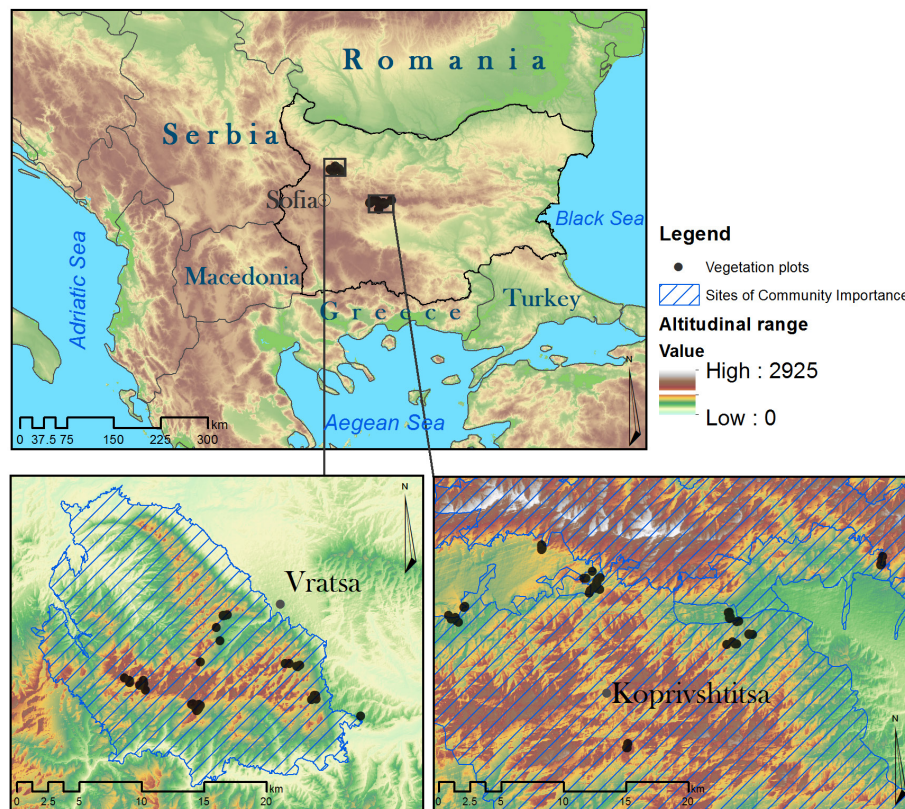 Romania
Serbia
Sofia
Black Sea
Adriatic Sea
Macedonia
Turkey
Greece
Aegean Sea
N
km
0 37.5 75 150 225 300
Legend
Vegetation plots
Sites of Community Importance
Altitudinal range
Value
High : 2925
Low : 0
N
Vratsa
km
0 2.5 5 10 15 20
Koprivshtitsa
N
km
0 2.5 5 10 15 20